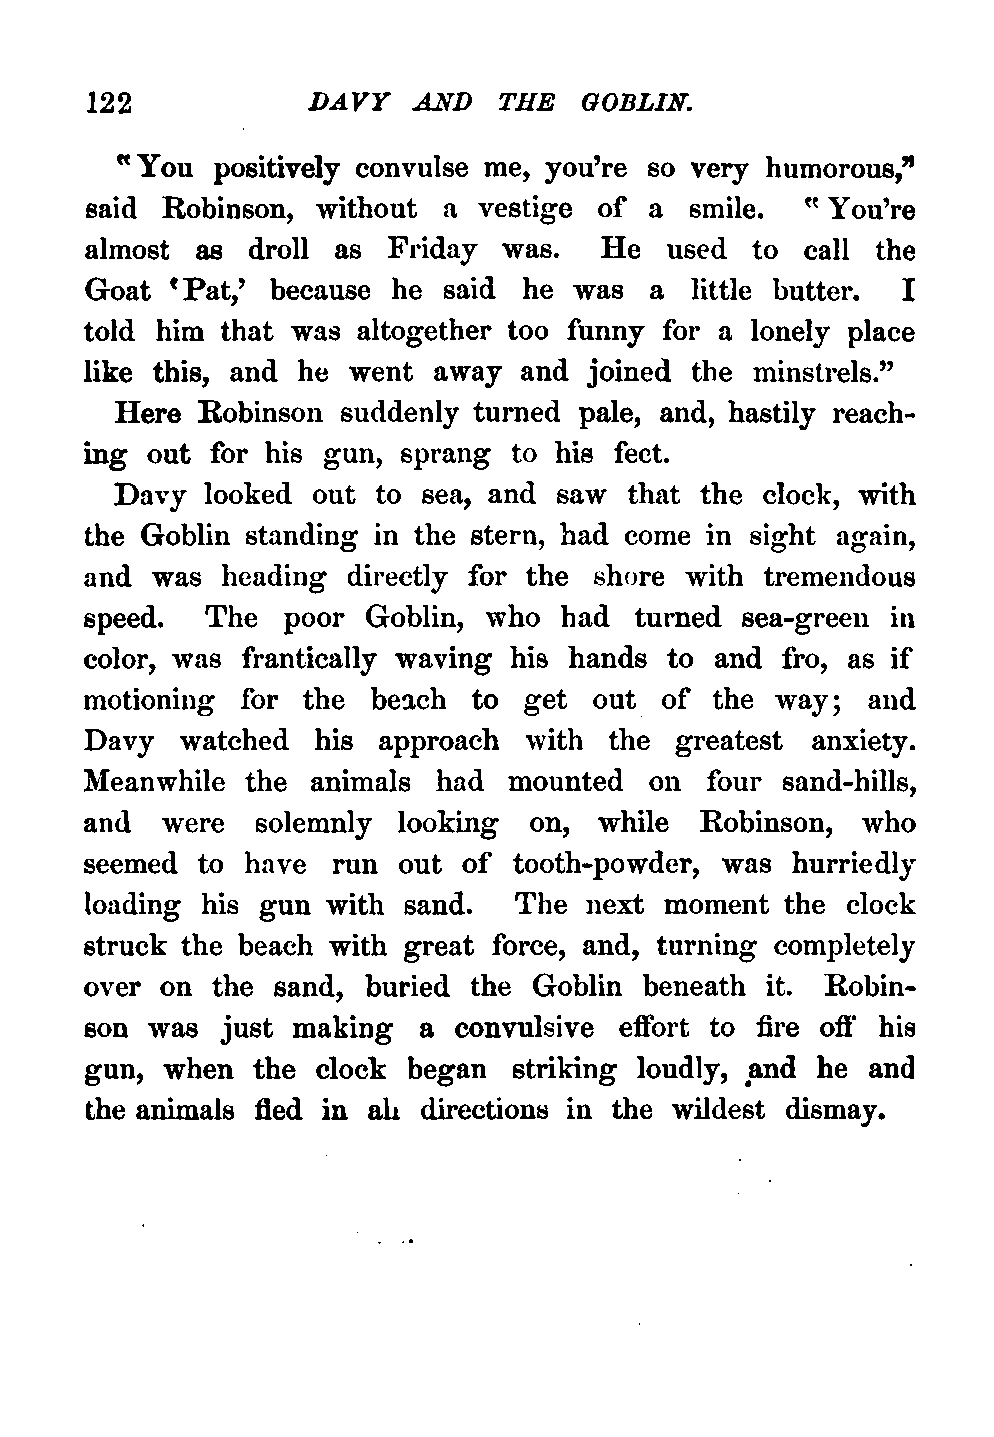 122 DAVY AND THE GOBLIN.
"You positively convulse me, you're so very humorous,"
said Robinson, without a vestige of a smile. "You're
almost as droll as Friday was. He used to call the
Goat 'Pat,' because he said he was a little butter. I
told him that was altogether too funny for a lonely place
like this, and he went away and joined the minstrels."
Here Robinson suddenly turned pale, and, hastily reach-
ing out for his gun, sprang to his feet.
Davy looked out to sea, and saw that the clock, with
the Goblin standing in the stern, had come in sight again,
and was heading directly for the shore with tremendous
speed. The poor Goblin, who had turned sea-green in
color, was frantically waving his hands to and fro, as if
motioning for the beach to get out of the way; and
Davy watched his approach with the greatest anxiety.
Meanwhile the animals had mounted on four sand-hills,
and were solemnly looking on, while Robinson, who
seemed to have run out of tooth-powder, was hurriedly
loading his gun with sand. The next moment the clock
struck the beach with great force, and, turning completely
over on the sand, buried the Goblin beneath it. Robin-
son was just making a convulsive effort to fire off his
gun, when the clock began striking loudly, and he and
the animals fled in all directions in the wildest dismay.